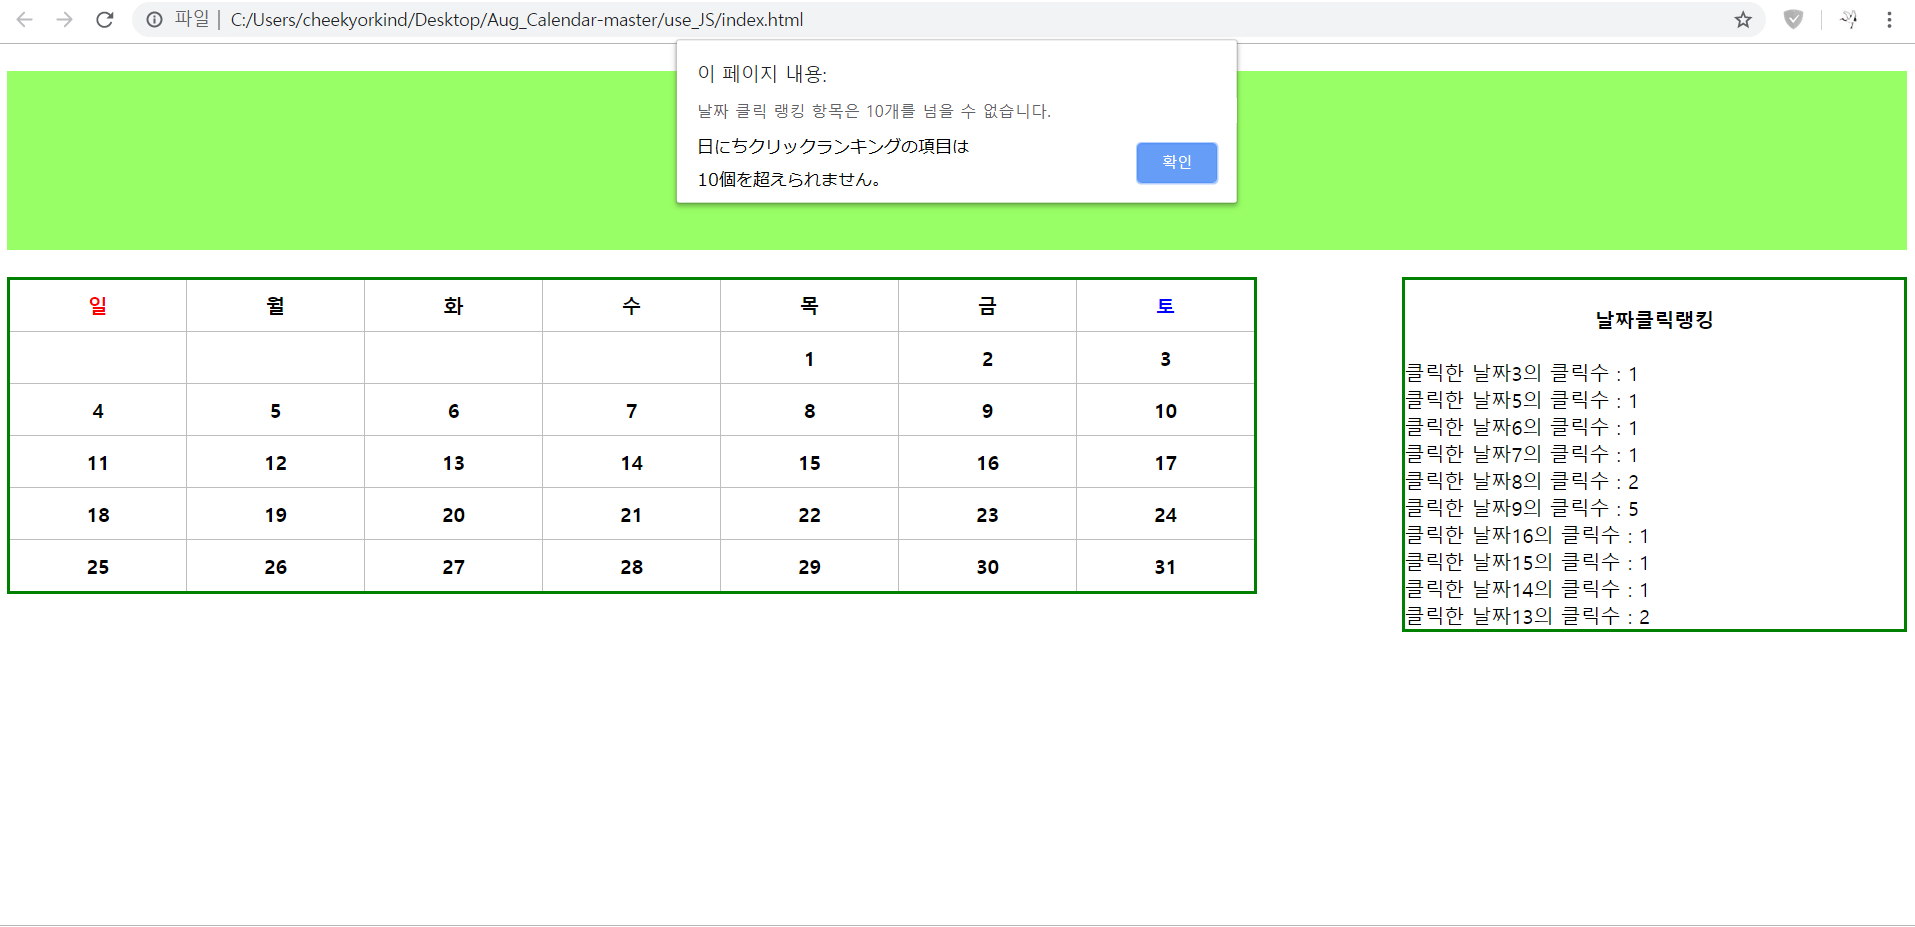 파일 | C:/Users/cheekyorkind/Desktop/Aug_Calendar-master/use_JS/index.html
이 페이지 내용:
날짜 클릭 랭킹 항목은 10개를 넘을 수 없습니다.
日にちクリックランキングの項目は
10個を超えられません。
확인
일 월 화 수 목 금 토
1 2 3
4 5 6 7 8 9 10
11 12 13 14 15 16 17
18 19 20 21 22 23 24
25 26 27 28 29 30 31
날짜클릭랭킹
클릭한 날짜3의 클릭수 : 1
클릭한 날짜5의 클릭수 : 1
클릭한 날짜6의 클릭수 : 1
클릭한 날짜7의 클릭수 : 1
클릭한 날짜8의 클릭수 : 2
클릭한 날짜9의 클릭수 : 5
클릭한 날짜16의 클릭수 : 1
클릭한 날짜15의 클릭수 : 1
클릭한 날짜14의 클릭수 : 1
클릭한 날짜13의 클릭수 : 2